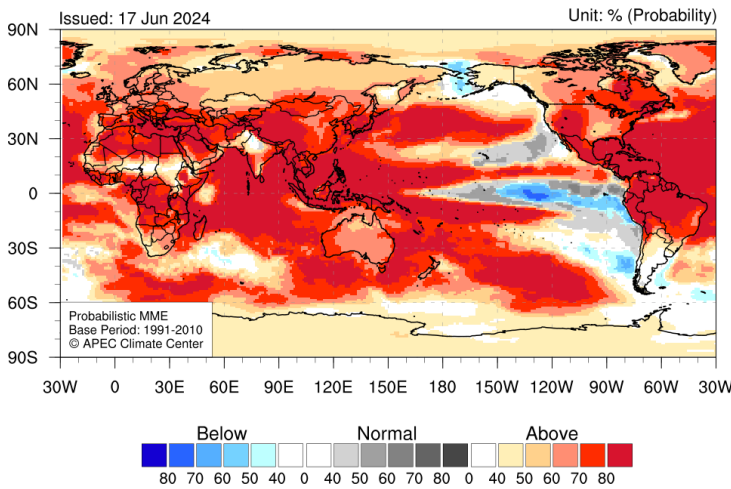 Issued: 17 Jun 2024
Unit: % (Probability)
90N
60N
30N
0
30S
60S
90S
Probabilistic MME
Base Period: 1991-2010
© APEC Climate Center
30W 0 30E 60E 90E 120E 150E 180 150W 120W 90W 60W 30W
Below Normal Above
80 70 60 50 40 0 40 50 60 70 80 0 40 50 60 70 80